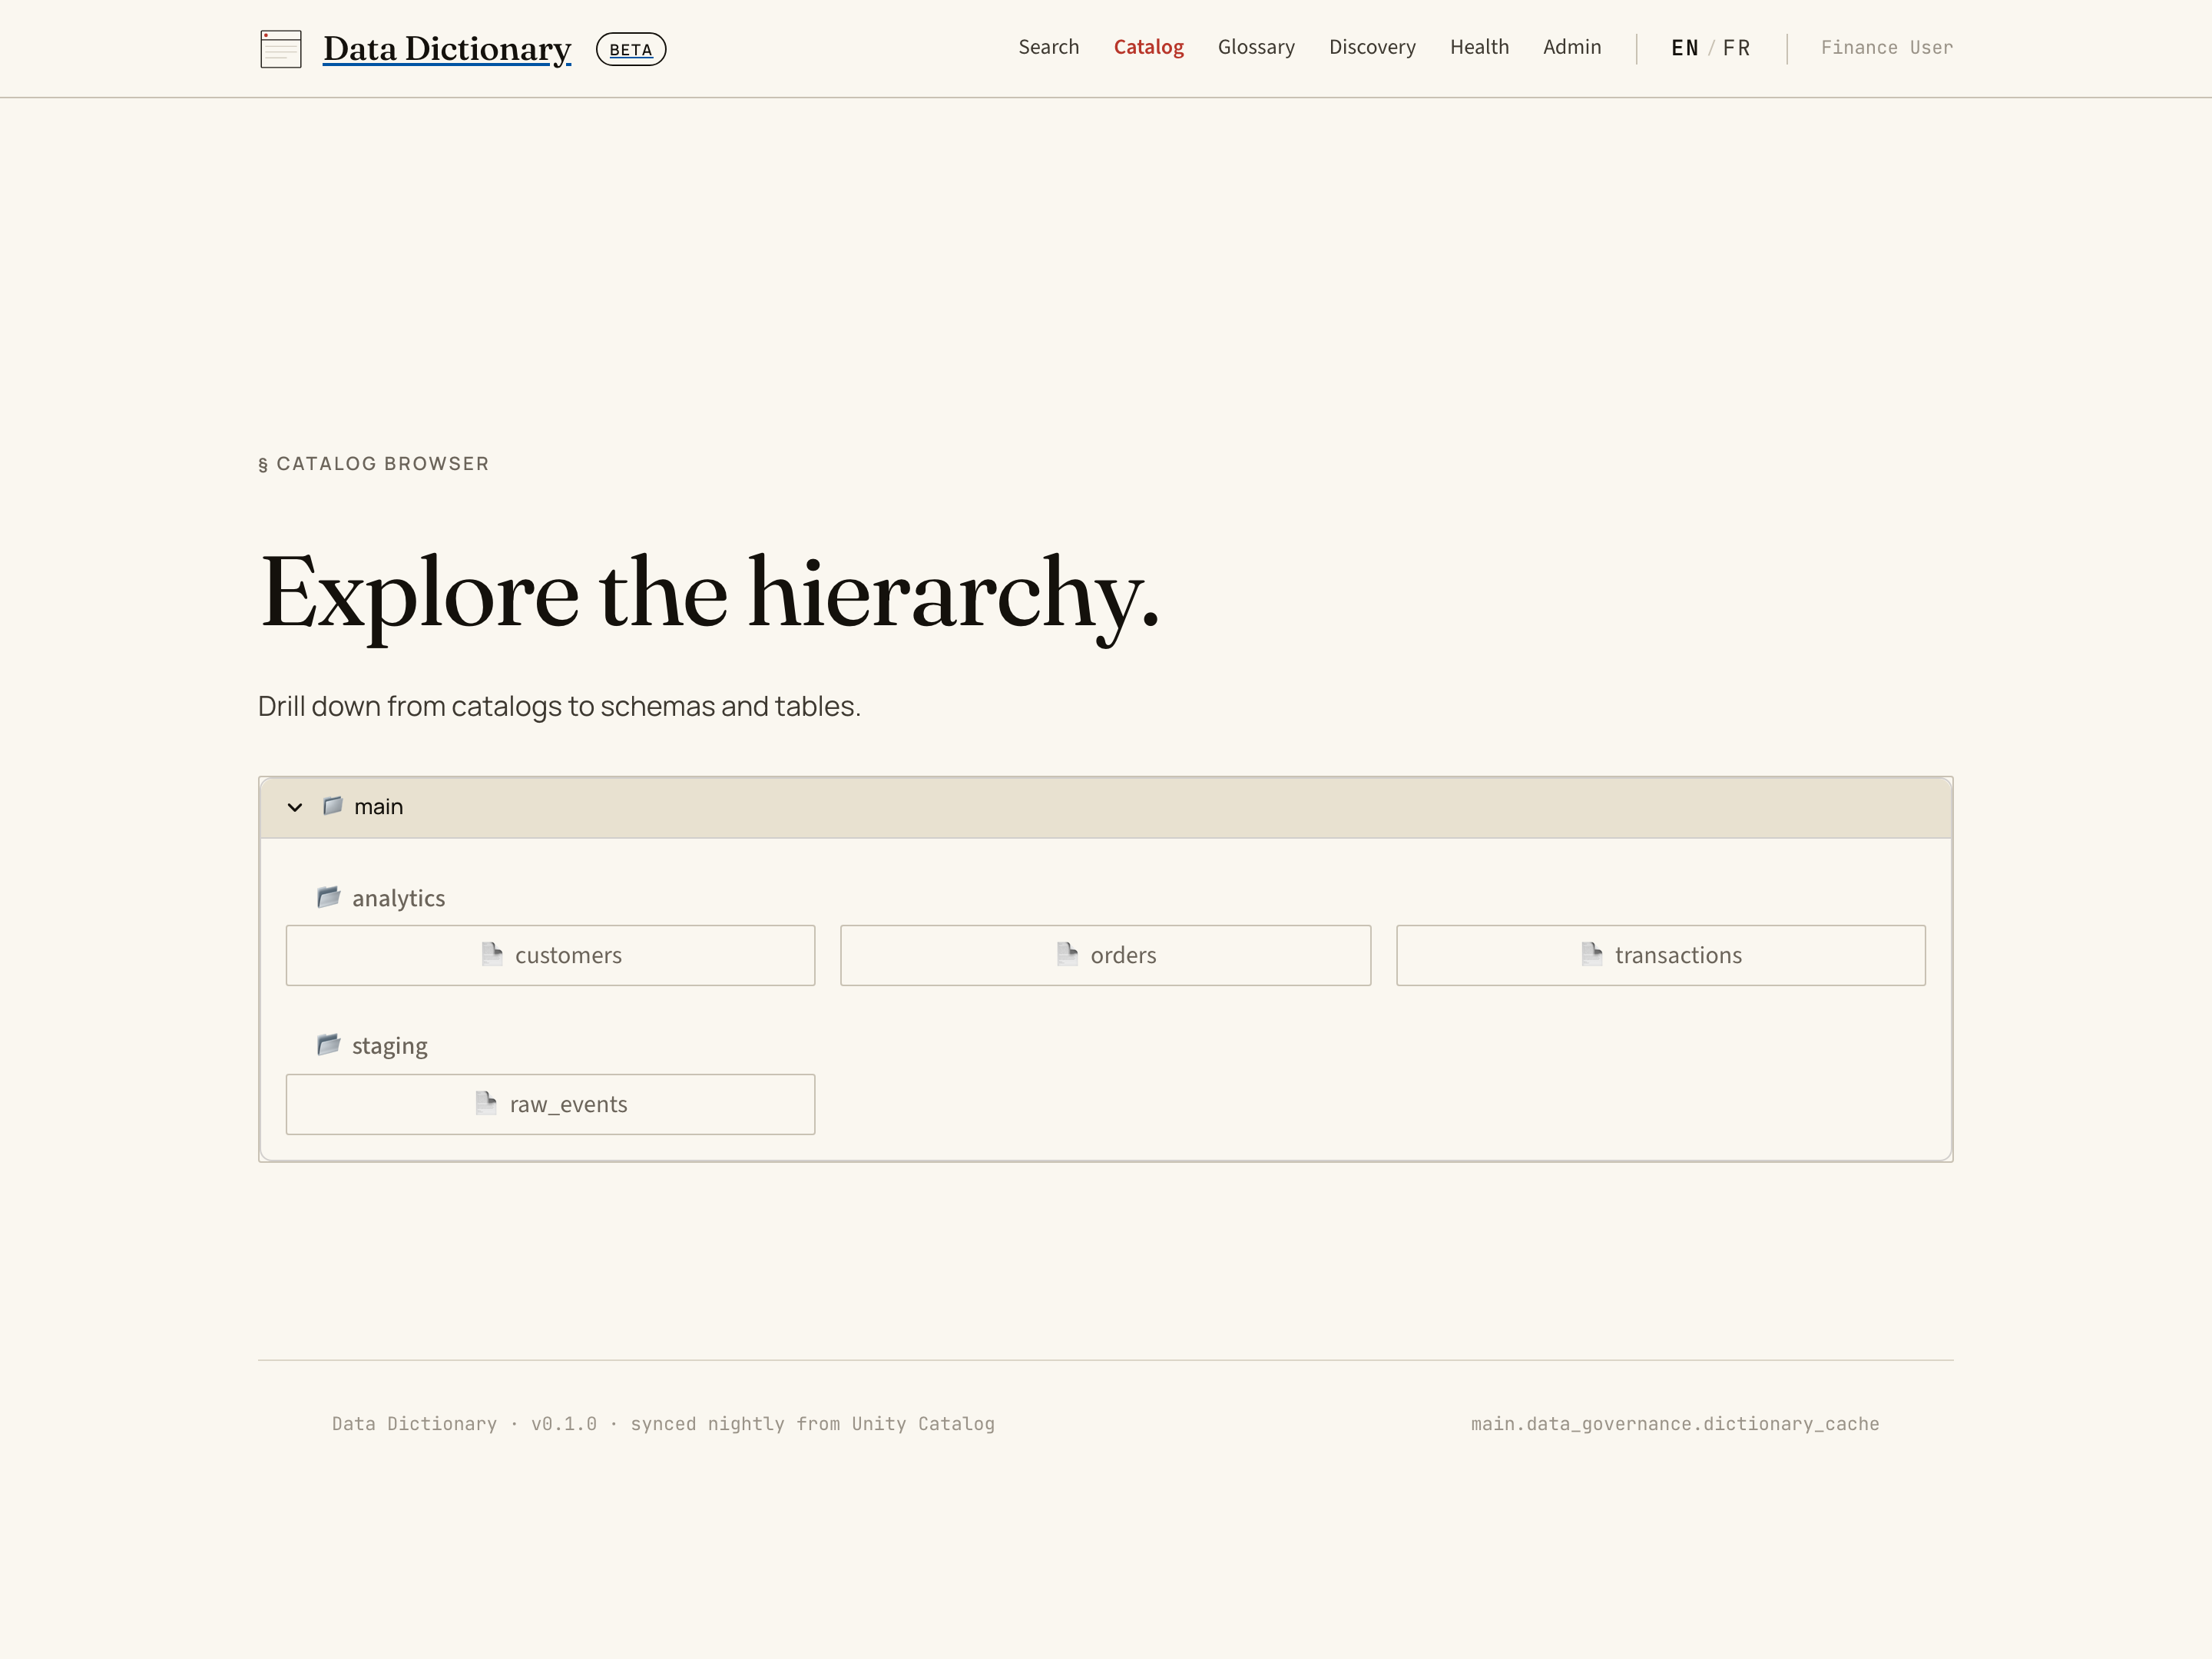 Data Dictionary BETA Search Catalog Glossary Discovery Health Admin EN / FR Finance User
§ CATALOG BROWSER
Explore the hierarchy.
Drill down from catalogs to schemas and tables.
main
analytics
customers orders transactions
staging
raw_events
Data Dictionary · v0.1.0 · synced nightly from Unity Catalog main.data_governance.dictionary_cache